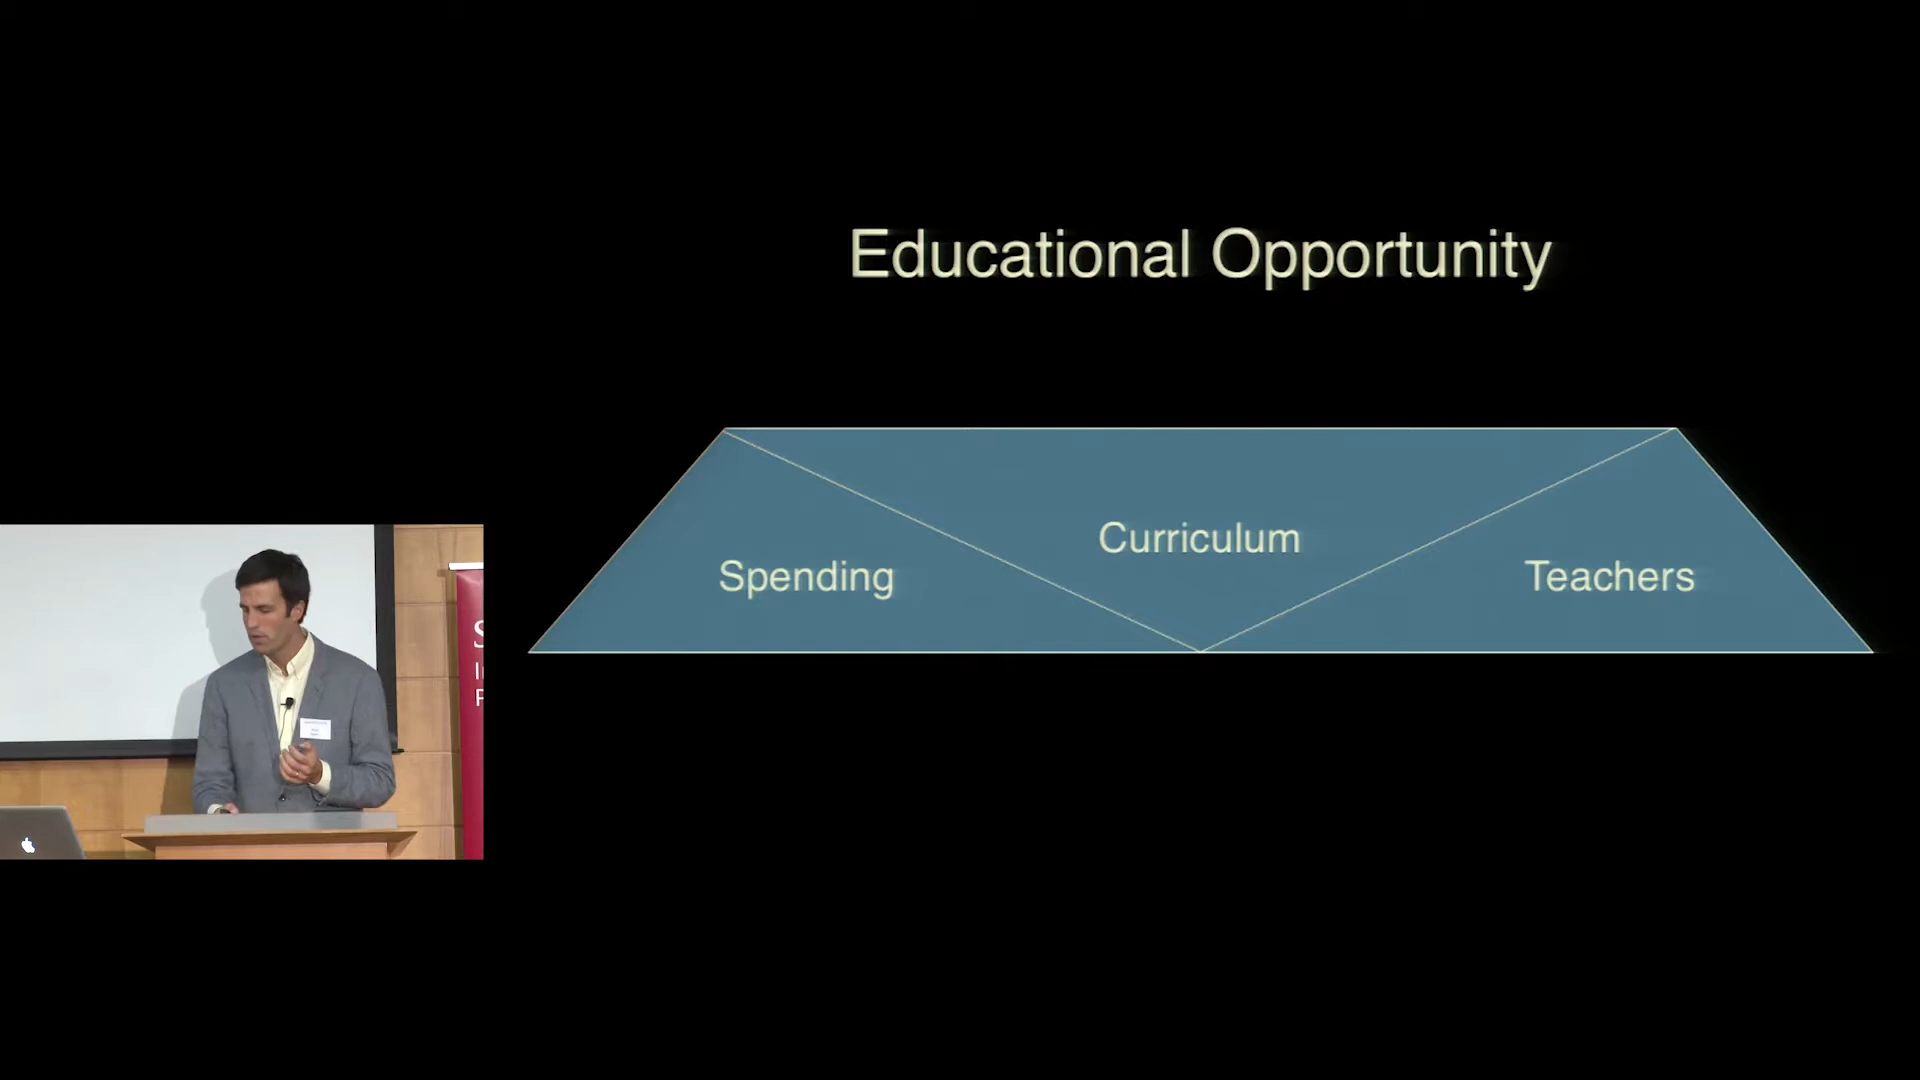 Educational Opportunity
Spending
Curriculum
Teachers